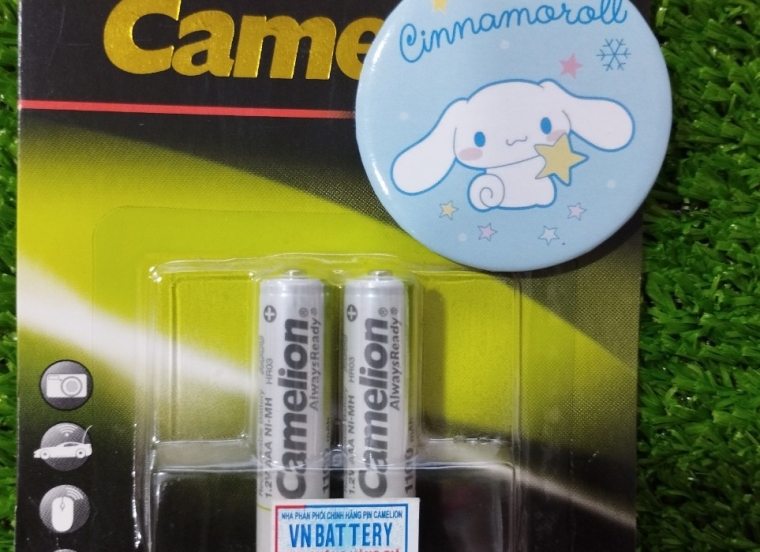 Came
Cinnamoroll
Camelion®
AlwaysReady®
1.2V AAA NI-MH HR03
Camelion®
AlwaysReady®
1.2V AAA NI-MH HR03
NHÀ PHÂN PHỐI CHÍNH HÃNG PIN CAMELION
VN BATTERY